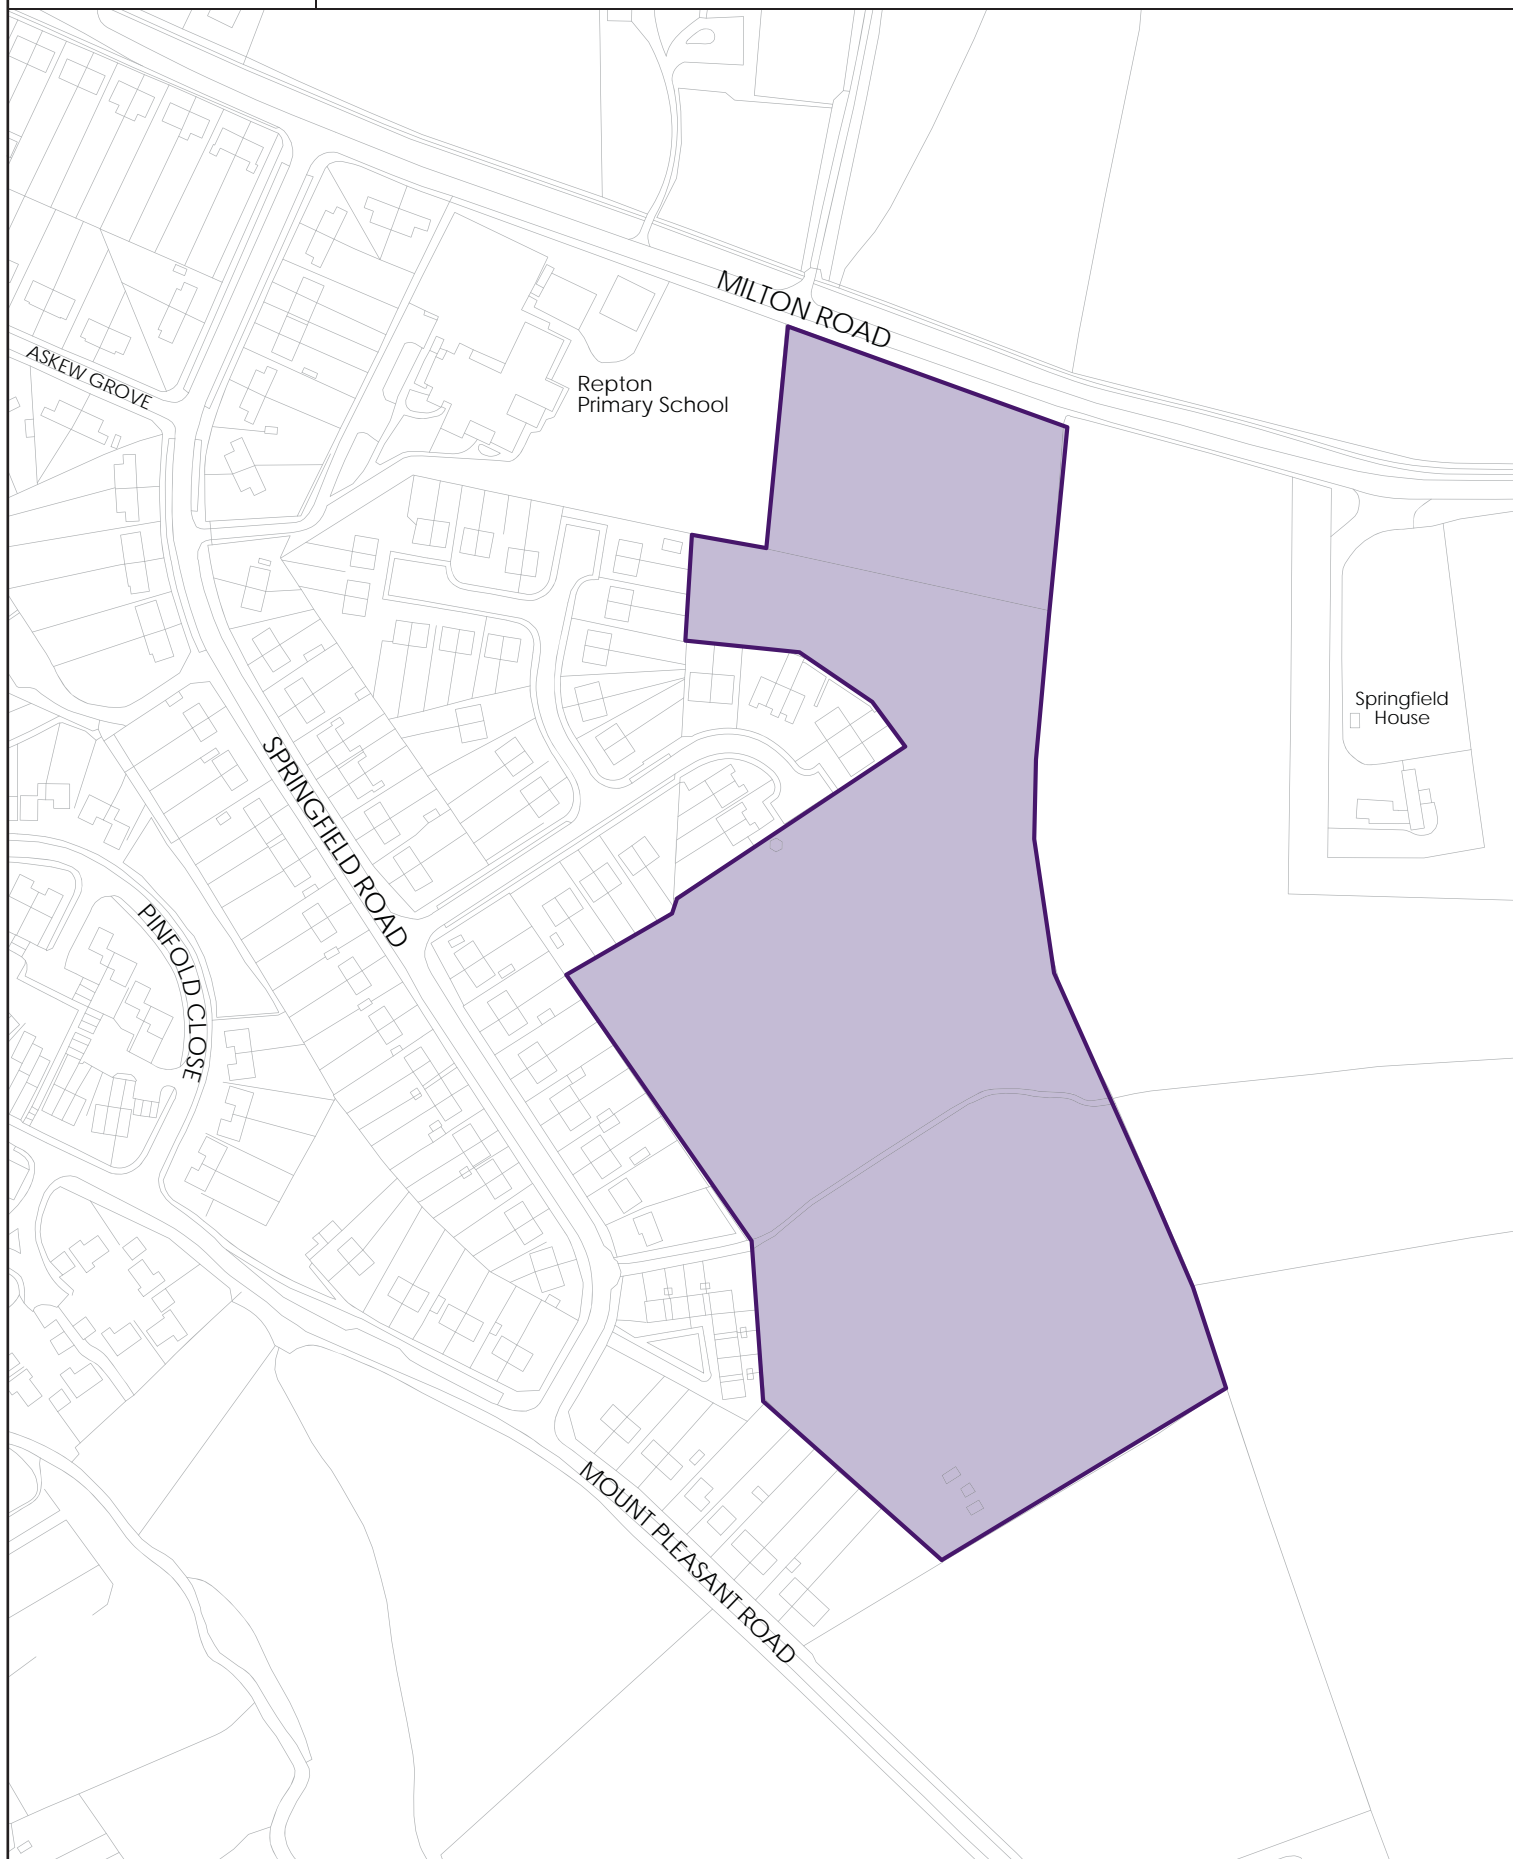 MILTON ROAD
ASKEW GROVE
Repton
Primary School
Springfield
House
SPRINGFIELD ROAD
PINFOLD CLOSE
MOUNT PLEASANT ROAD